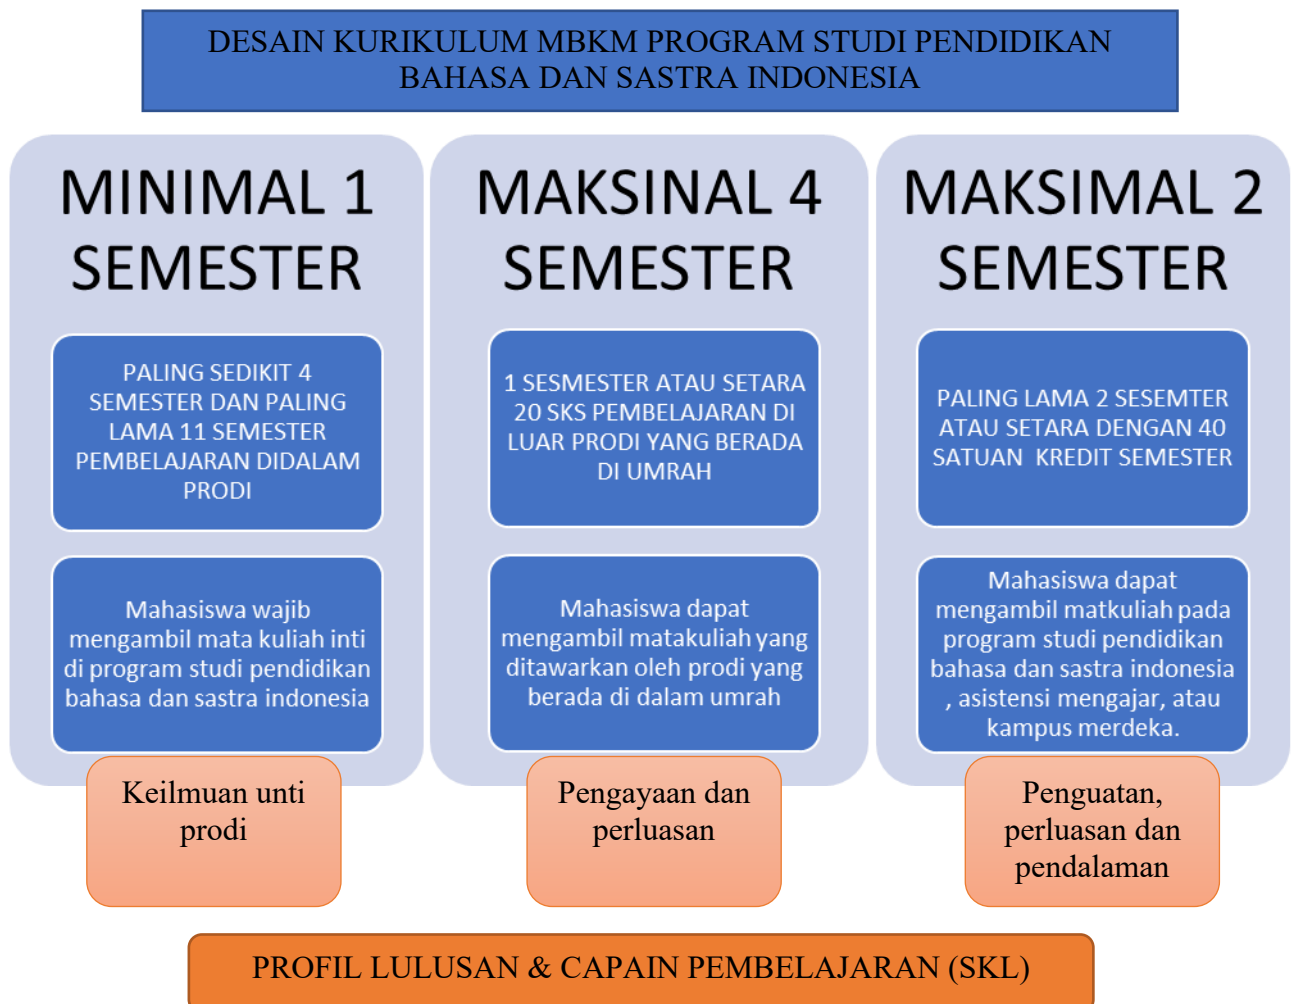 DESAIN KURIKULUM MBKM PROGRAM STUDI PENDIDIKAN
BAHASA DAN SASTRA INDONESIA
MINIMAL 1
SEMESTER
PALING SEDIKIT 4
SEMESTER DAN PALING
LAMA 11 SEMESTER
PEMBELAJARAN DIDALAM
PRODI
Mahasiswa wajib
mengambil mata kuliah inti
di program studi pendidikan
bahasa dan sastra indonesia
Keilmuan unti
prodi
MAKSINAL 4
SEMESTER
1 SESMESTER ATAU SETARA
20 SKS PEMBELAJARAN DI
LUAR PRODI YANG BERADA
DI UMRAH
Mahasiswa dapat
mengambil matakuliah yang
ditawarkan oleh prodi yang
berada di dalam umrah
Pengayaan dan
perluasan
MAKSIMAL 2
SEMESTER
PALING LAMA 2 SESEMTER
ATAU SETARA DENGAN 40
SATUAN KREDIT SEMESTER
Mahasiswa dapat
mengambil matkuliah pada
program studi pendidikan
bahasa dan sastra indonesia
, asistensi mengajar, atau
kampus merdeka.
Penguatan,
perluasan dan
pendalaman
PROFIL LULUSAN & CAPAIN PEMBELAJARAN (SKL)